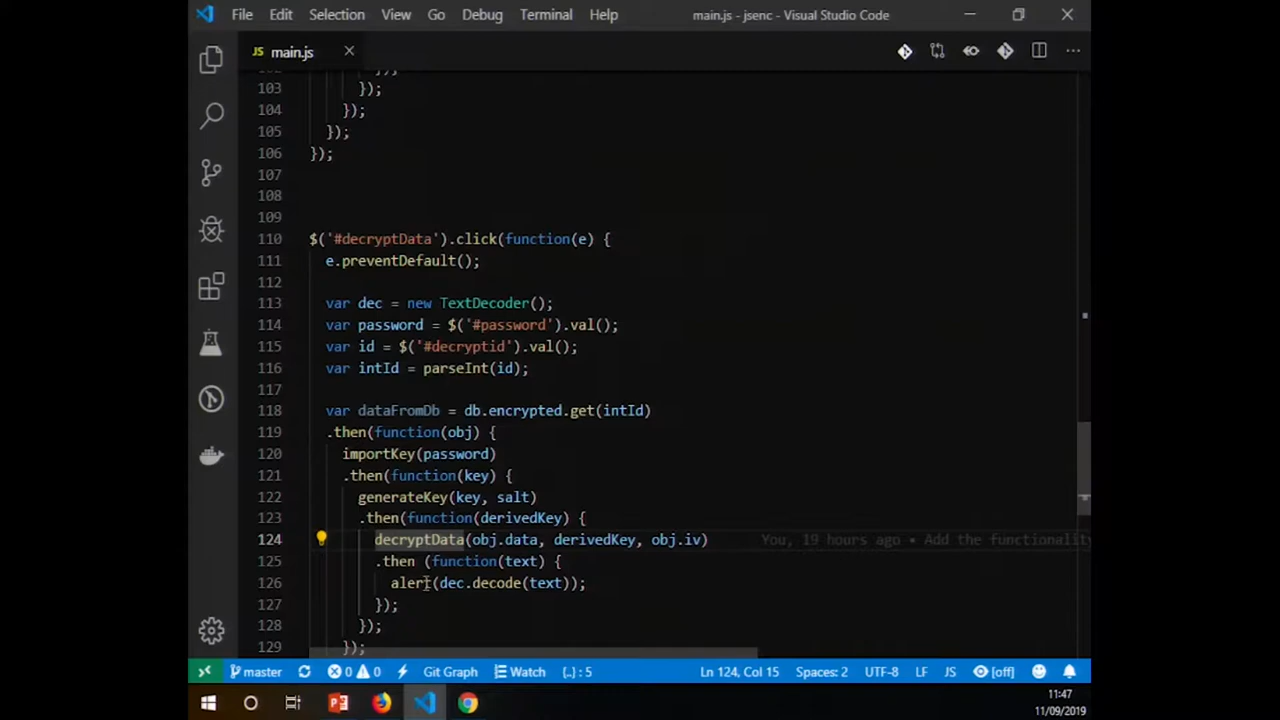 File Edit Selection View Go Debug Terminal Help main.js - jsenc - Visual Studio Code
JS main.js
103 });
104 });
105 });
106 });
107
108
109
110 $('#decryptData').click(function(e) {
111 e.preventDefault();
112
113 var dec = new TextDecoder();
114 var password = $('#password').val();
115 var id = $('#decryptid').val();
116 var intId = parseInt(id);
117
118 var dataFromDb = db.encrypted.get(intId)
119 .then(function(obj) {
120 importKey(password)
121 .then(function(key) {
122 generateKey(key, salt)
123 .then(function(derivedKey) {
124 decryptData(obj.data, derivedKey, obj.iv) You, 19 hours ago • Add the functionality
125 .then (function(text) {
126 alert(dec.decode(text));
127 });
128 });
129 });
master 0 0 Git Graph Watch {..} : 5 Ln 124, Col 15 Spaces: 2 UTF-8 LF JS [off]
11:47
11/09/2019